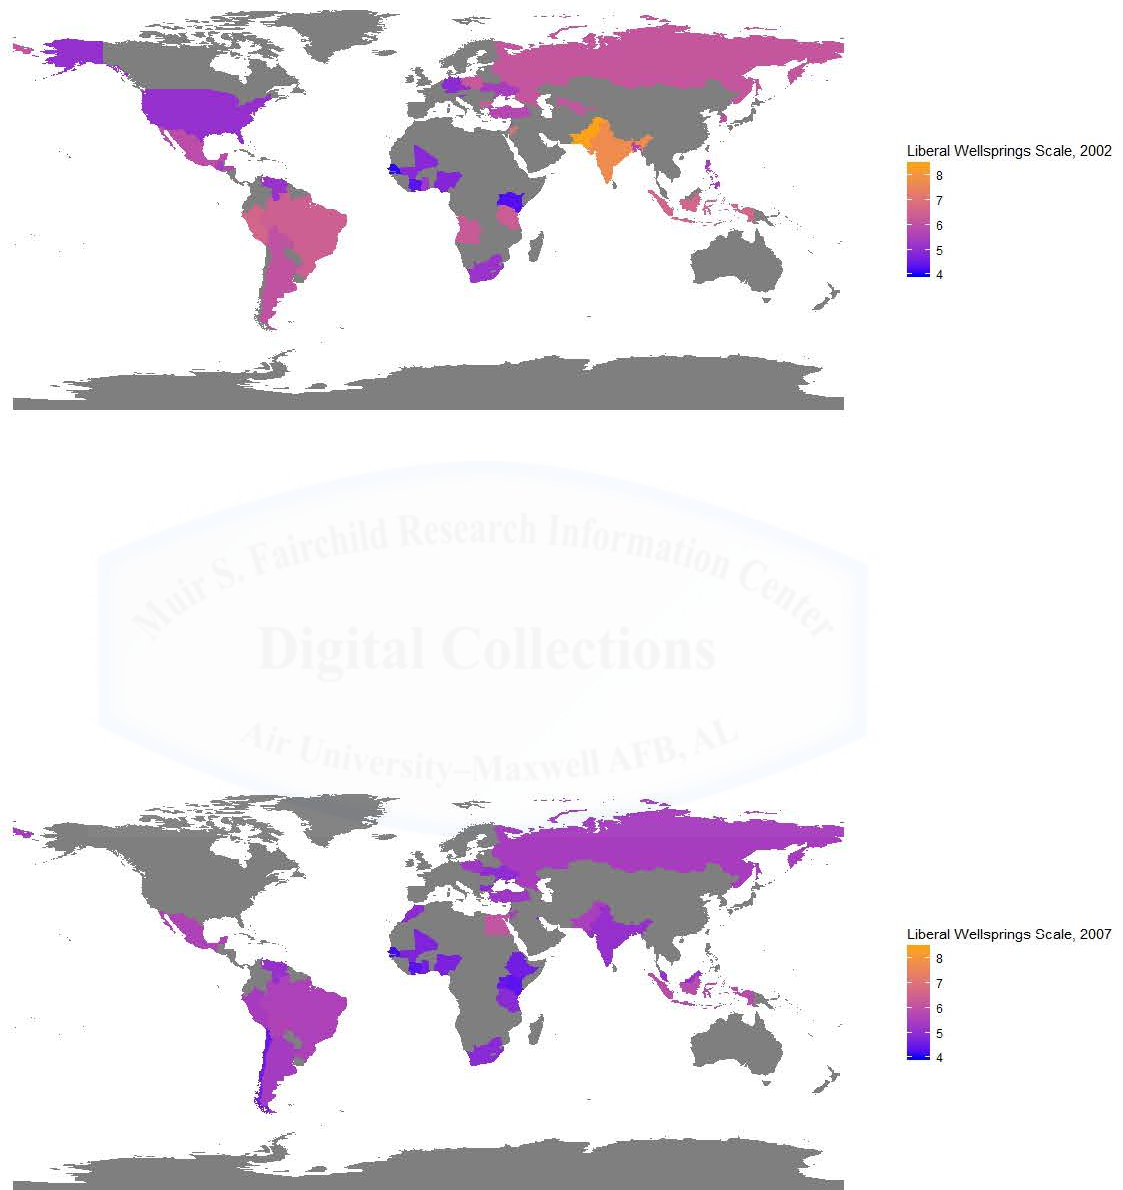 Liberal Wellsprings Scale, 2002
8
7
6
5
4
Muir S. Fairchild Research Information Center
Digital Collections
Air University–Maxwell AFB, AL
Liberal Wellsprings Scale, 2007
8
7
6
5
4